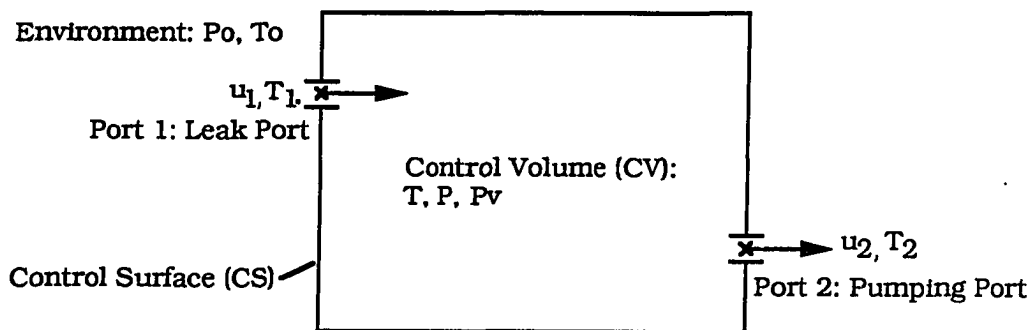 Environment: Po, To
u1, T1.
Port 1: Leak Port
Control Volume (CV):
T, P, Pv
u2, T2
Control Surface (CS)
Port 2: Pumping Port